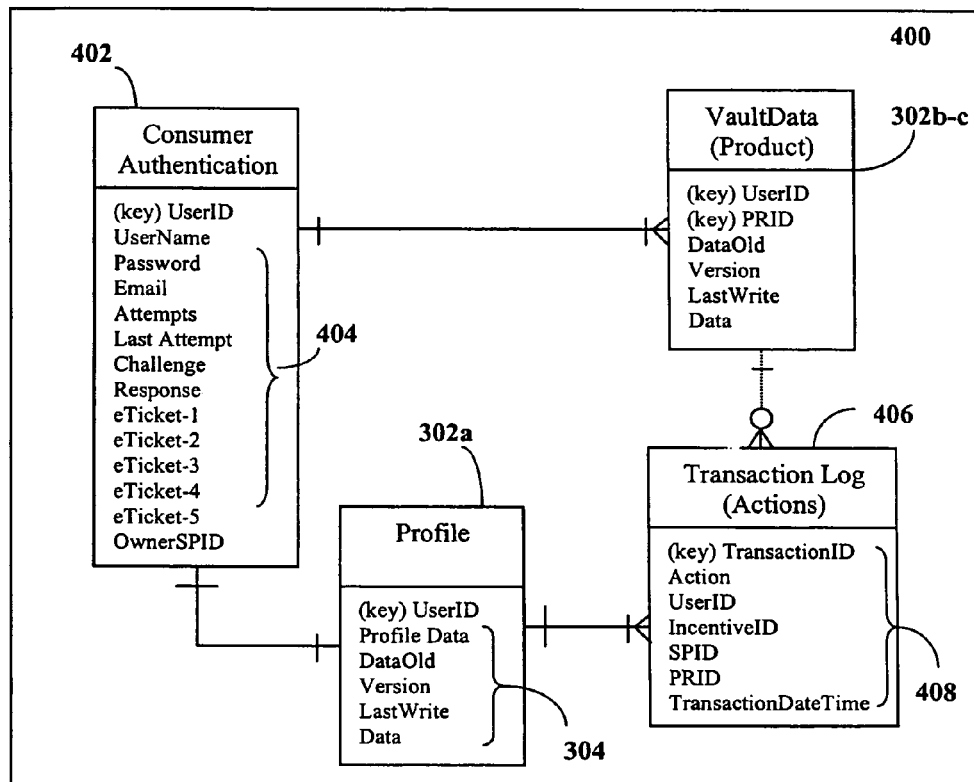 400
402
Consumer
Authentication
(key) UserID
UserName
Password
Email
Attempts
Last Attempt
Challenge
Response
eTicket-1
eTicket-2
eTicket-3
eTicket-4
eTicket-5
OwnerSPID
404
VaultData
(Product)
302b-c
(key) UserID
(key) PRID
DataOld
Version
LastWrite
Data
302a
Profile
(key) UserID
Profile Data
DataOld
Version
LastWrite
Data
304
406
Transaction Log
(Actions)
(key) TransactionID
Action
UserID
IncentiveID
SPID
PRID
TransactionDateTime
408